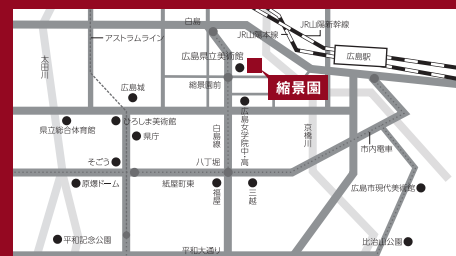 白島
JR山陽新幹線
JR山陽本線
アストラムライン
広島県立美術館
広島駅
太田川
縮景園前
縮景園
広島城
ひろしま美術館
県立総合体育館
県庁
白島線
広島女学院中・高
京橋川
市内電車
そごう
八丁堀
原爆ドーム
紙屋町東
福屋
三越
広島市現代美術館
平和記念公園
平和大通り
比治山公園